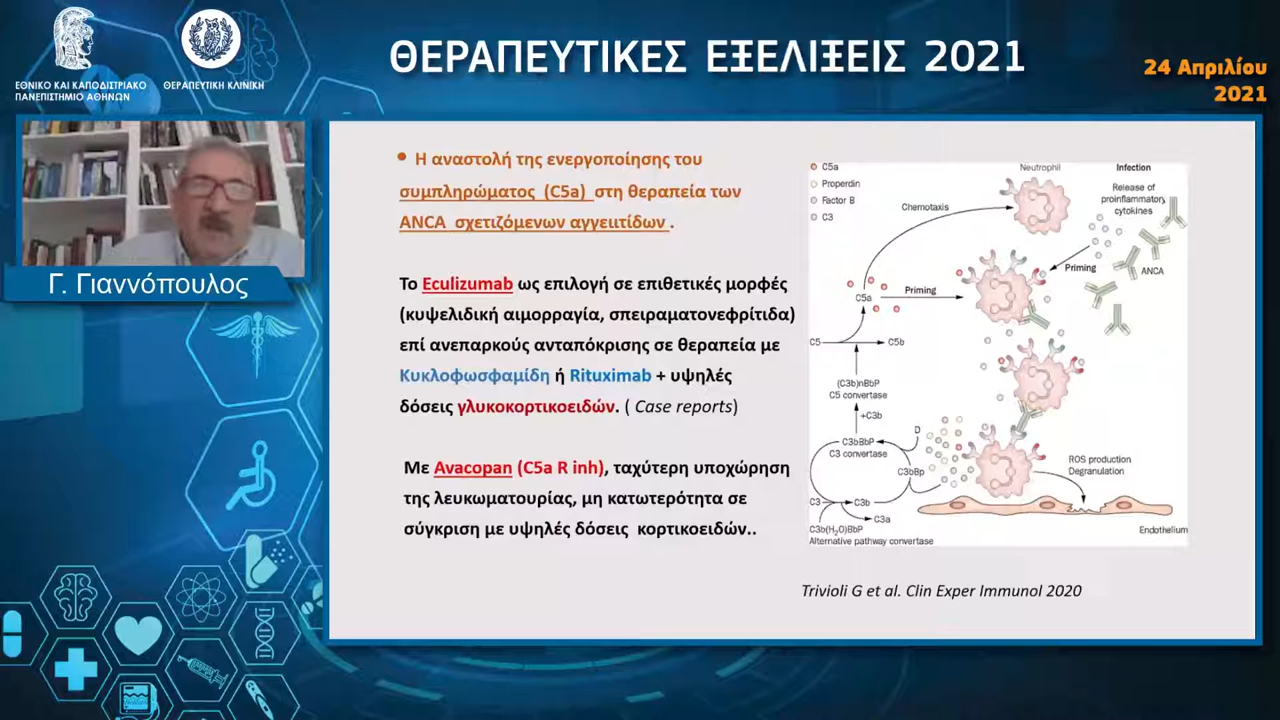 ΕΘΝΙΚΟ ΚΑΙ ΚΑΠΟΔΙΣΤΡΙΑΚΟ
ΠΑΝΕΠΙΣΤΗΜΙΟ ΑΘΗΝΩΝ
ΘΕΡΑΠΕΥΤΙΚΗ ΚΛΙΝΙΚΗ
ΘΕΡΑΠΕΥΤΙΚΕΣ ΕΞΕΛΙΞΕΙΣ 2021
24 Απριλίου
2021
Γ. Γιαννόπουλος
• Η αναστολή της ενεργοποίησης του
συμπληρώματος (C5a) στη θεραπεία των
ANCA σχετιζόμενων αγγειιτίδων .
Το Eculizumab ως επιλογή σε επιθετικές μορφές
(κυψελιδική αιμορραγία, σπειραματονεφρίτιδα)
επί ανεπαρκούς ανταπόκρισης σε θεραπεία με
Κυκλοφωσφαμίδη ή Rituximab + υψηλές
δόσεις γλυκοκορτικοειδών. ( Case reports)
Με Avacopan (C5a R inh), ταχύτερη υποχώρηση
της λευκωματουρίας, μη κατωτερότητα σε
σύγκριση με υψηλές δόσεις κορτικοειδών..
C5a
Properdin
Factor B
C3
Neutrophil
Infection
Release of
proinflammatory
cytokines
Chemotaxis
Priming
ANCA
C5a
Priming
C5
C5b
(C3b)nBbP
C5 convertase
+C3b
D
C3bBbP
C3 convertase
C3bBp
ROS production
Degranulation
C3
C3b
C3a
C3b(H₂O)BbP
Alternative pathway convertase
Endothelium
Trivioli G et al. Clin Exper Immunol 2020